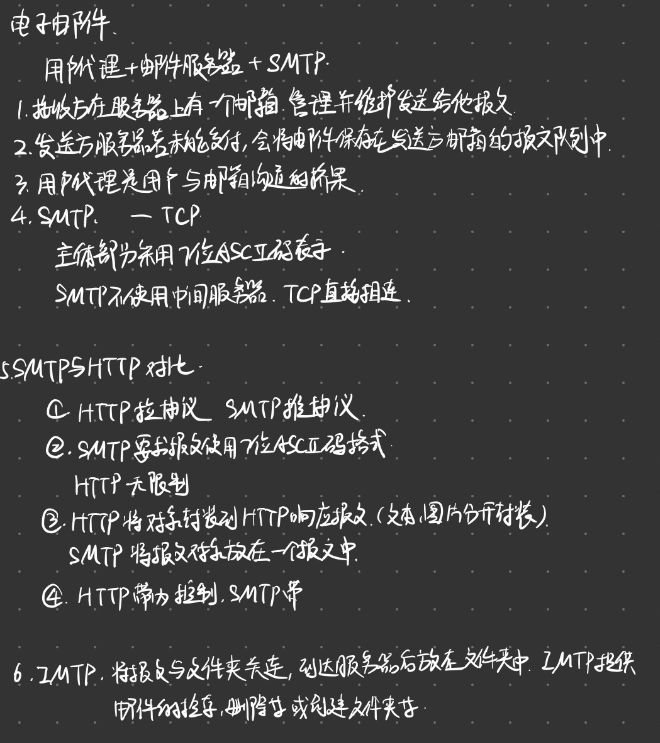 电子邮件.
用户代理+邮件服务器+SMTP.
1. 接收方在服务器上有一个邮箱.管理并维护发送给他报文
2. 发送方服务器若未能交付,会将邮件保存在发送方邮箱的报文队列中.
3. 用户代理是用户与邮箱沟通的桥梁.
4. SMTP. — TCP
主体部分采用7位ASCⅡ码表示.
SMTP不使用中间服务器. TCP直接相连.
5.SMTP与HTTP对比.
① HTTP拉协议 SMTP推协议.
②. SMTP要求报文使用7位ASCⅡ码格式.
HTTP无限制
③. HTTP将对象封装到HTTP响应报文.(文本,图片分开封装)
SMTP将报文对象放在一个报文中.
④. HTTP带内控制. SMTP带
6. IMTP. 将报文与文件夹关连,到达服务器后放在文件夹中. IMTP提供
邮件的检索,删除等 或创建文件夹等.